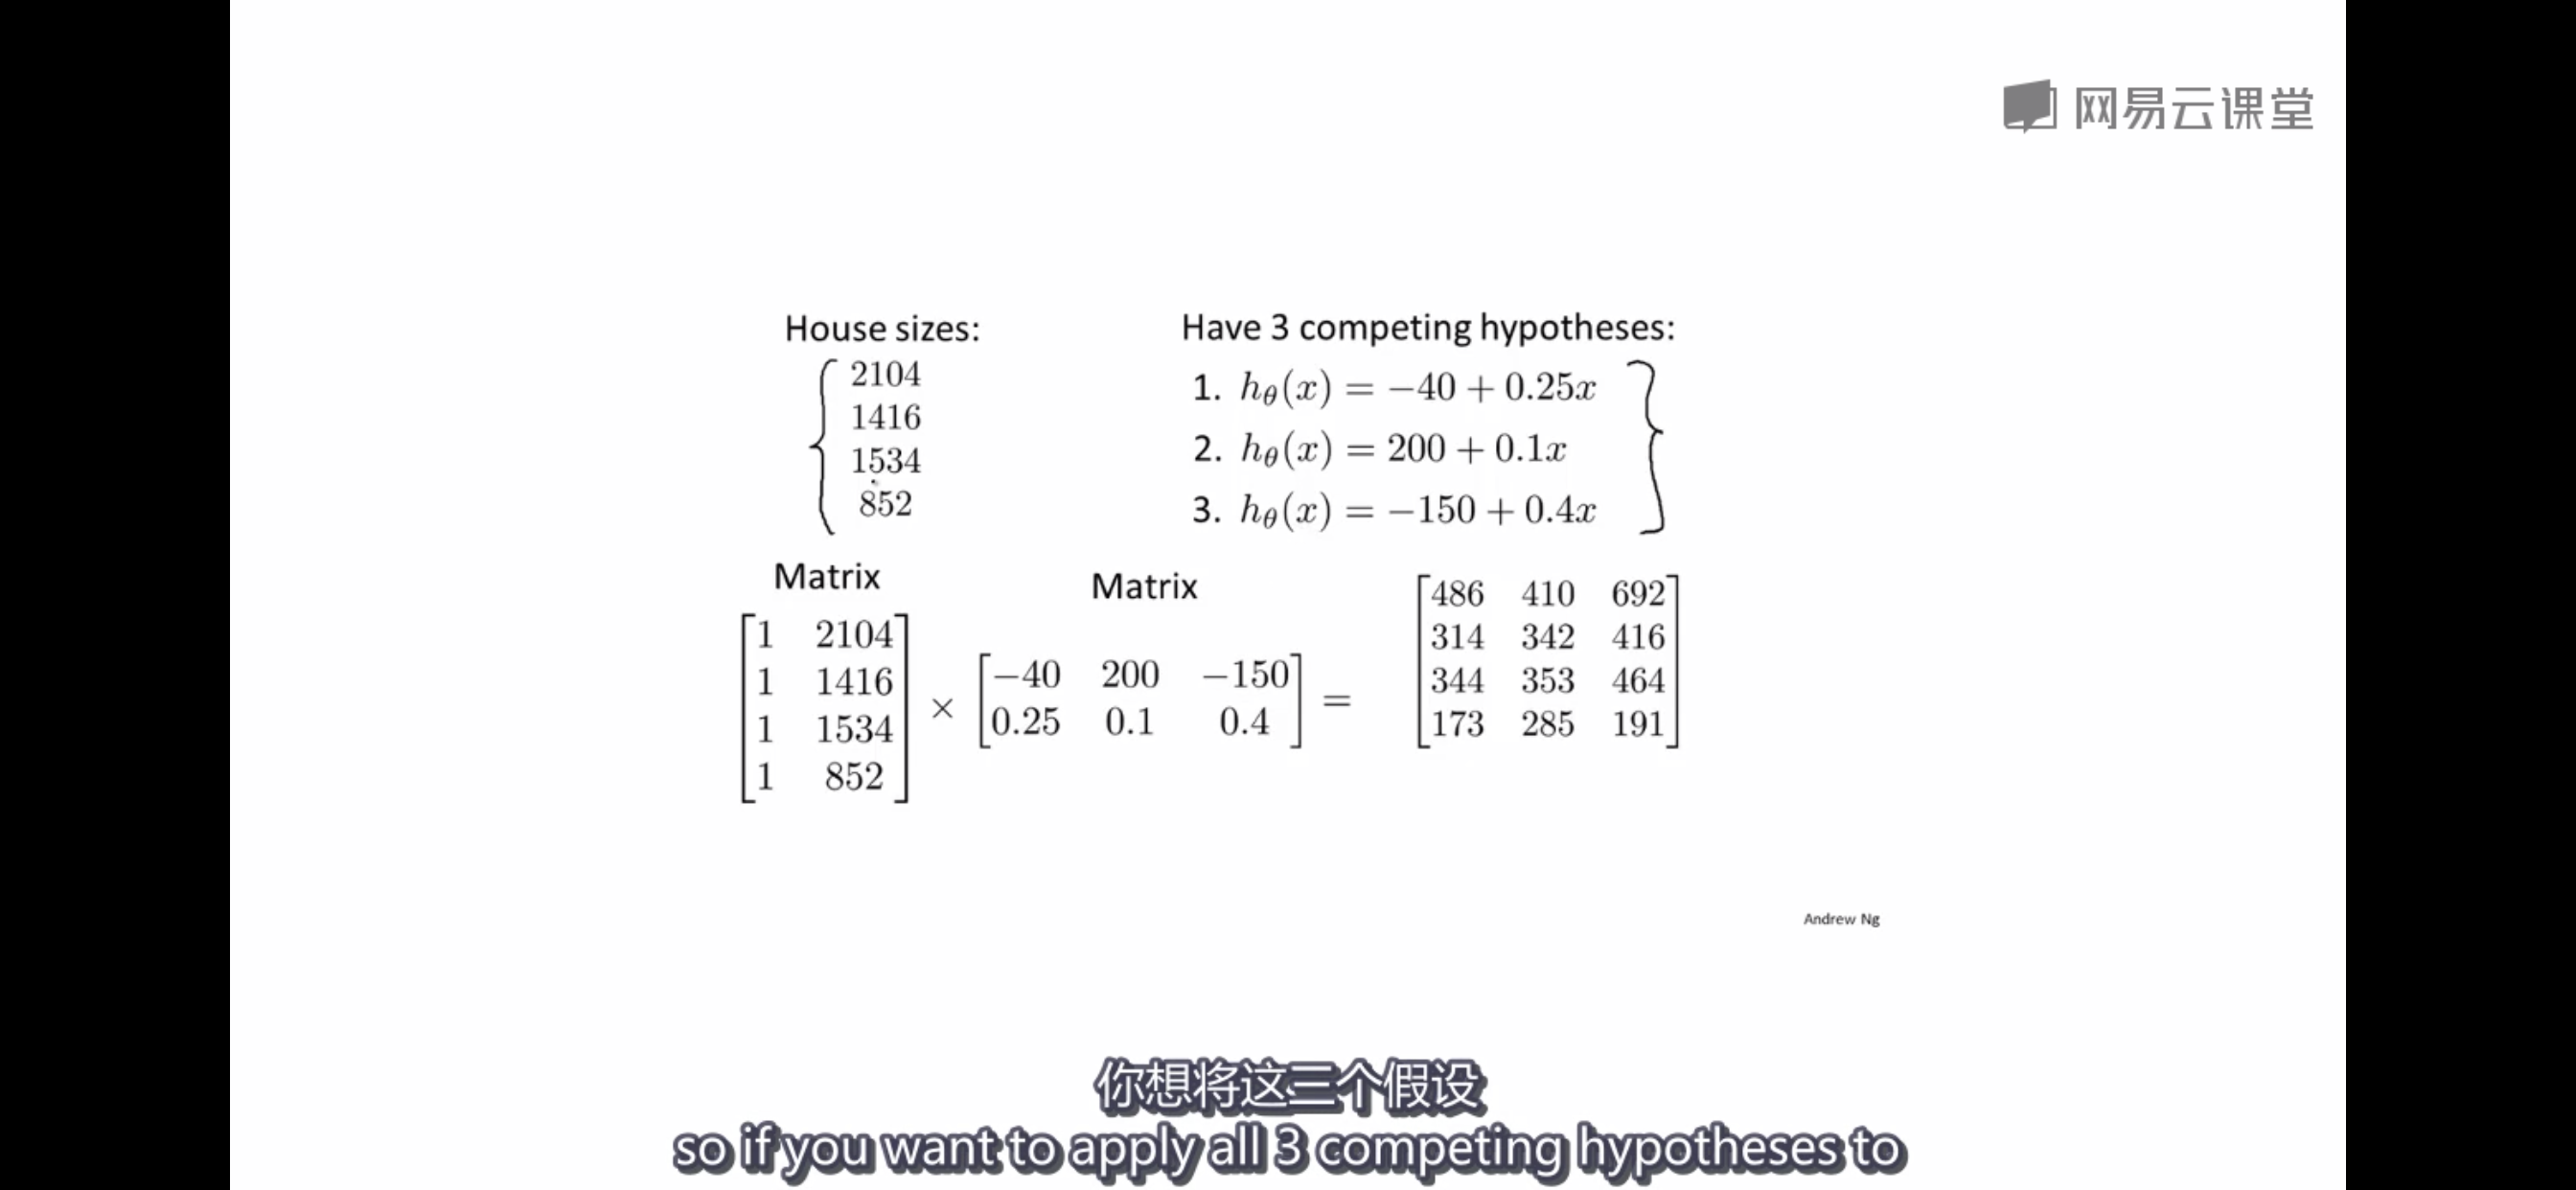 网易云课堂
House sizes:
2104
1416
1534
852
Have 3 competing hypotheses:
1. hθ(x) = −40 + 0.25x
2. hθ(x) = 200 + 0.1x
3. hθ(x) = −150 + 0.4x
Matrix
1 2104
1 1416
1 1534
1 852
×
Matrix
−40 200 −150
0.25 0.1 0.4
=
486 410 692
314 342 416
344 353 464
173 285 191
Andrew Ng
你想将这三个假设
so if you want to apply all 3 competing hypotheses to